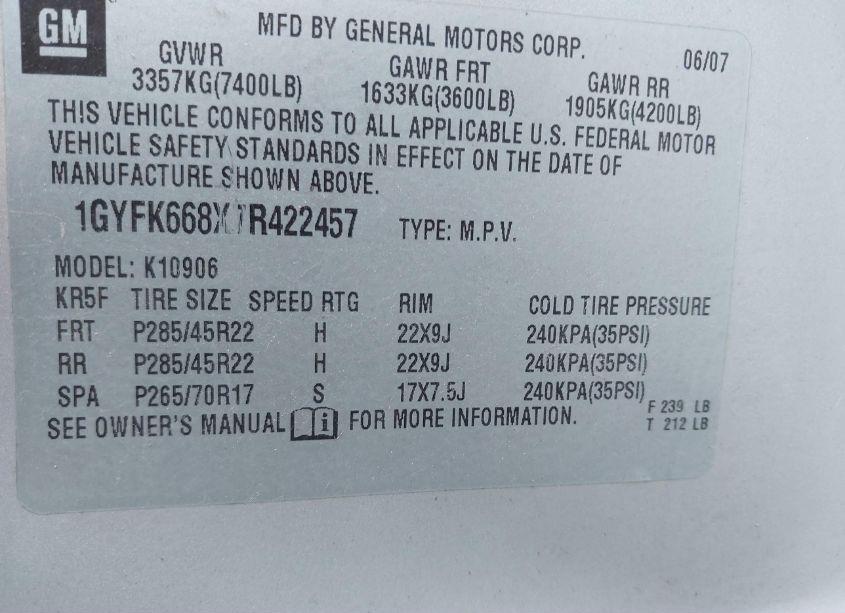 GM
MFD BY GENERAL MOTORS CORP.
06/07
GVWR GAWR FRT GAWR RR
3357KG(7400LB) 1633KG(3600LB) 1905KG(4200LB)
THIS VEHICLE CONFORMS TO ALL APPLICABLE U.S. FEDERAL MOTOR
VEHICLE SAFETY STANDARDS IN EFFECT ON THE DATE OF
MANUFACTURE SHOWN ABOVE.
1GYFK668X7R422457 TYPE: M.P.V.
MODEL: K10906
KR5F TIRE SIZE SPEED RTG RIM COLD TIRE PRESSURE
FRT P285/45R22 H 22X9J 240KPA(35PSI)
RR P285/45R22 H 22X9J 240KPA(35PSI)
SPA P265/70R17 S 17X7.5J 240KPA(35PSI)
SEE OWNER'S MANUAL i FOR MORE INFORMATION.
F 239 LB
T 212 LB